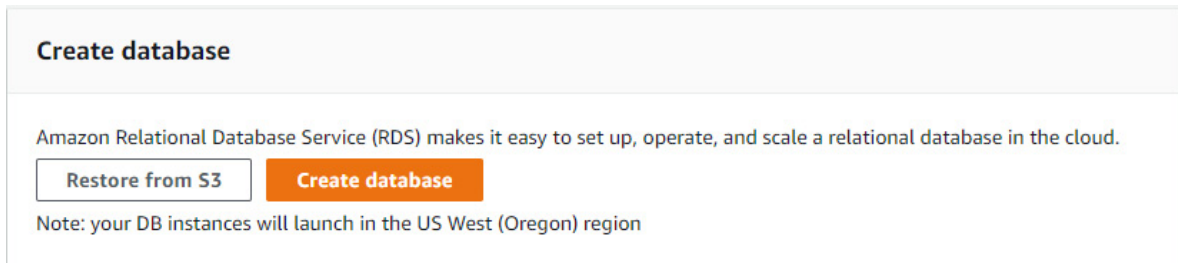 Create database
Amazon Relational Database Service (RDS) makes it easy to set up, operate, and scale a relational database in the cloud.
Restore from S3 Create database
Note: your DB instances will launch in the US West (Oregon) region